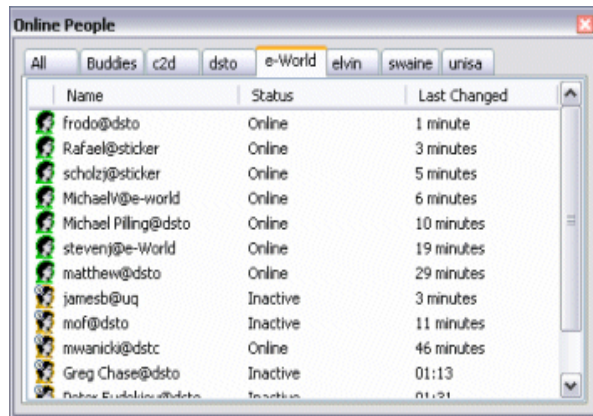 Online People
All Buddies c2d dsto e-World elvin swaine unisa
Name Status Last Changed
frodo@dsto Online 1 minute
Rafael@sticker Online 3 minutes
scholzj@sticker Online 5 minutes
MichaelV@e-world Online 6 minutes
Michael Pilling@dsto Online 10 minutes
stevenj@e-World Online 19 minutes
matthew@dsto Online 29 minutes
jamesb@uq Inactive 3 minutes
mof@dsto Inactive 11 minutes
mwanicki@dstc Online 46 minutes
Greg Chase@dsto Inactive 01:13
Inactive 01:31